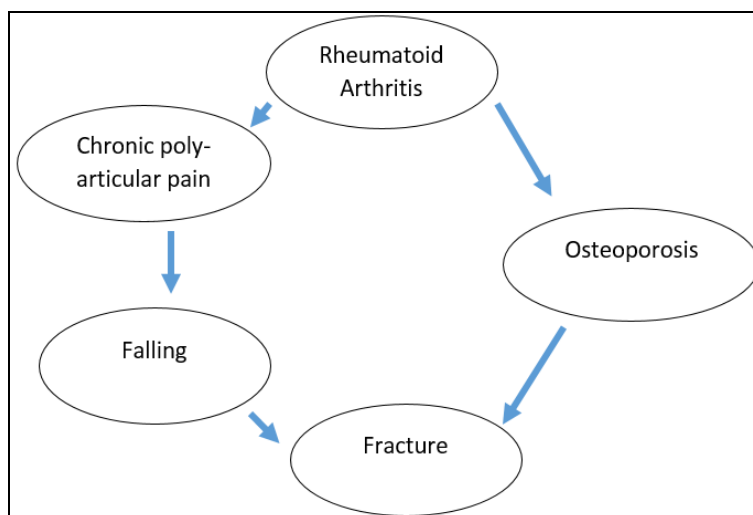 Rheumatoid
Arthritis
Chronic poly-
articular pain
Osteoporosis
Falling
Fracture